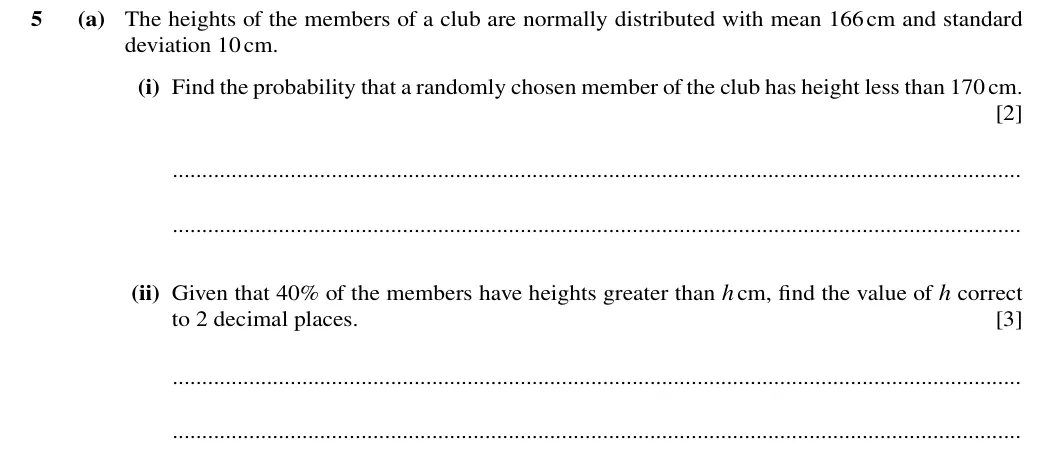 5 (a) The heights of the members of a club are normally distributed with mean 166 cm and standard
deviation 10 cm.
(i) Find the probability that a randomly chosen member of the club has height less than 170 cm.
[2]
................................................................................
................................................................................
(ii) Given that 40% of the members have heights greater than h cm, find the value of h correct
to 2 decimal places. [3]
................................................................................
................................................................................